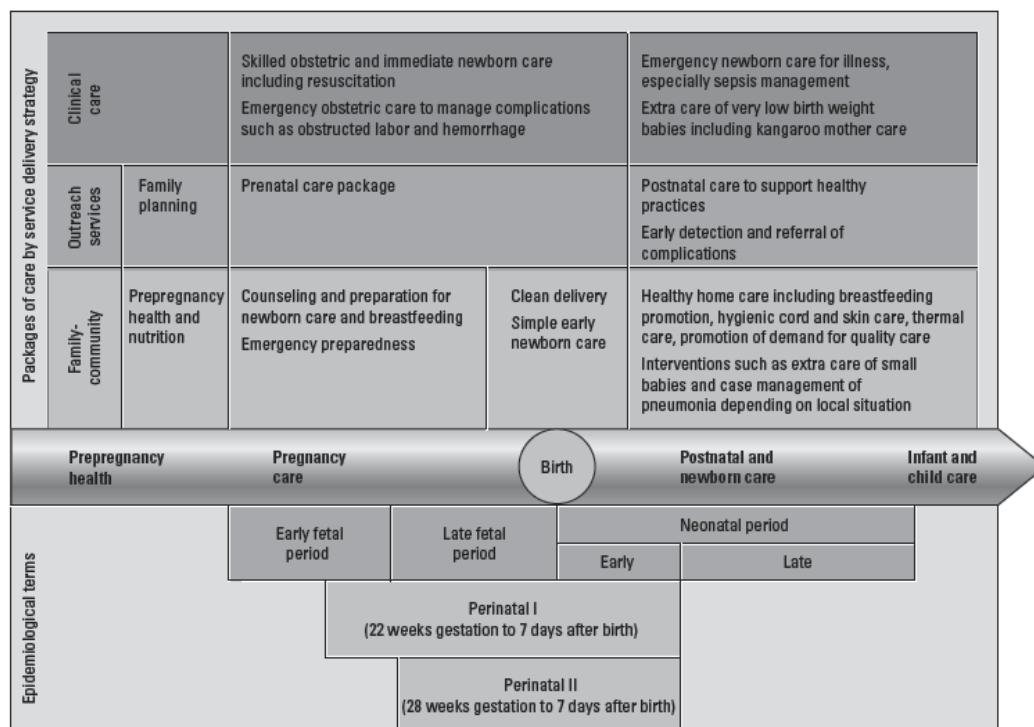 Packages of care by service delivery strategy
Clinical
care
Skilled obstetric and immediate newborn care
including resuscitation
Emergency obstetric care to manage complications
such as obstructed labor and hemorrhage
Emergency newborn care for illness,
especially sepsis management
Extra care of very low birth weight
babies including kangaroo mother care
Outreach
services
Family
planning
Prenatal care package
Postnatal care to support healthy
practices
Early detection and referral of
complications
Family-
community
Prepregnancy
health and
nutrition
Counseling and preparation for
newborn care and breastfeeding
Emergency preparedness
Clean delivery
Simple early
newborn care
Healthy home care including breastfeeding
promotion, hygienic cord and skin care, thermal
care, promotion of demand for quality care
Interventions such as extra care of small
babies and case management of
pneumonia depending on local situation
Prepregnancy
health
Pregnancy
care
Birth
Postnatal and
newborn care
Infant and
child care
Epidemiological terms
Early fetal
period
Late fetal
period
Neonatal period
Early
Late
Perinatal I
(22 weeks gestation to 7 days after birth)
Perinatal II
(28 weeks gestation to 7 days after birth)